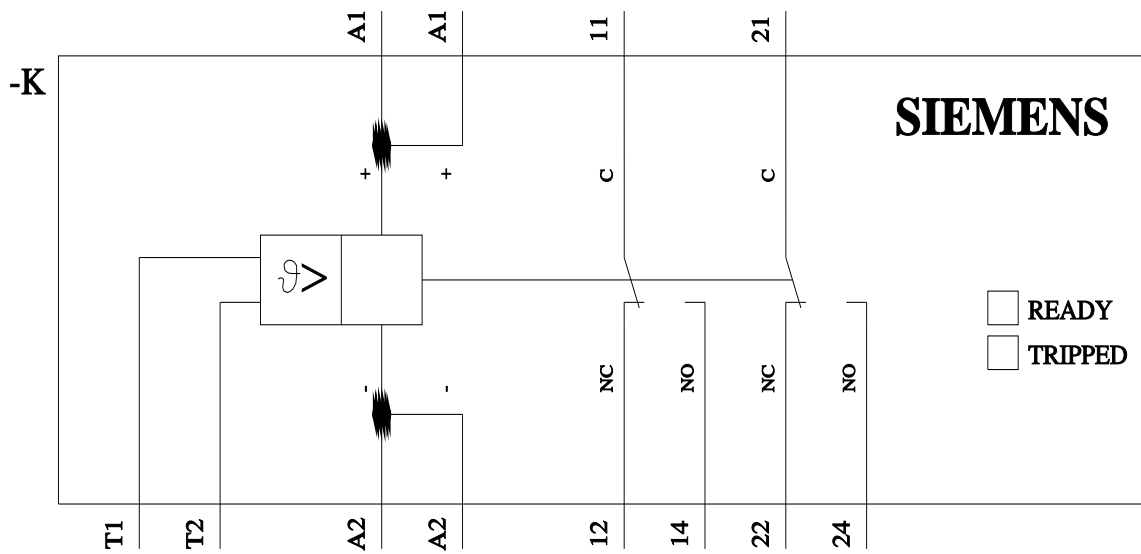 A1
A1
11
21
-K
SIEMENS
+
+
C
C
ϑ>
READY
TRIPPED
-
-
NC
NO
NC
NO
T1
T2
A2
A2
12
14
22
24